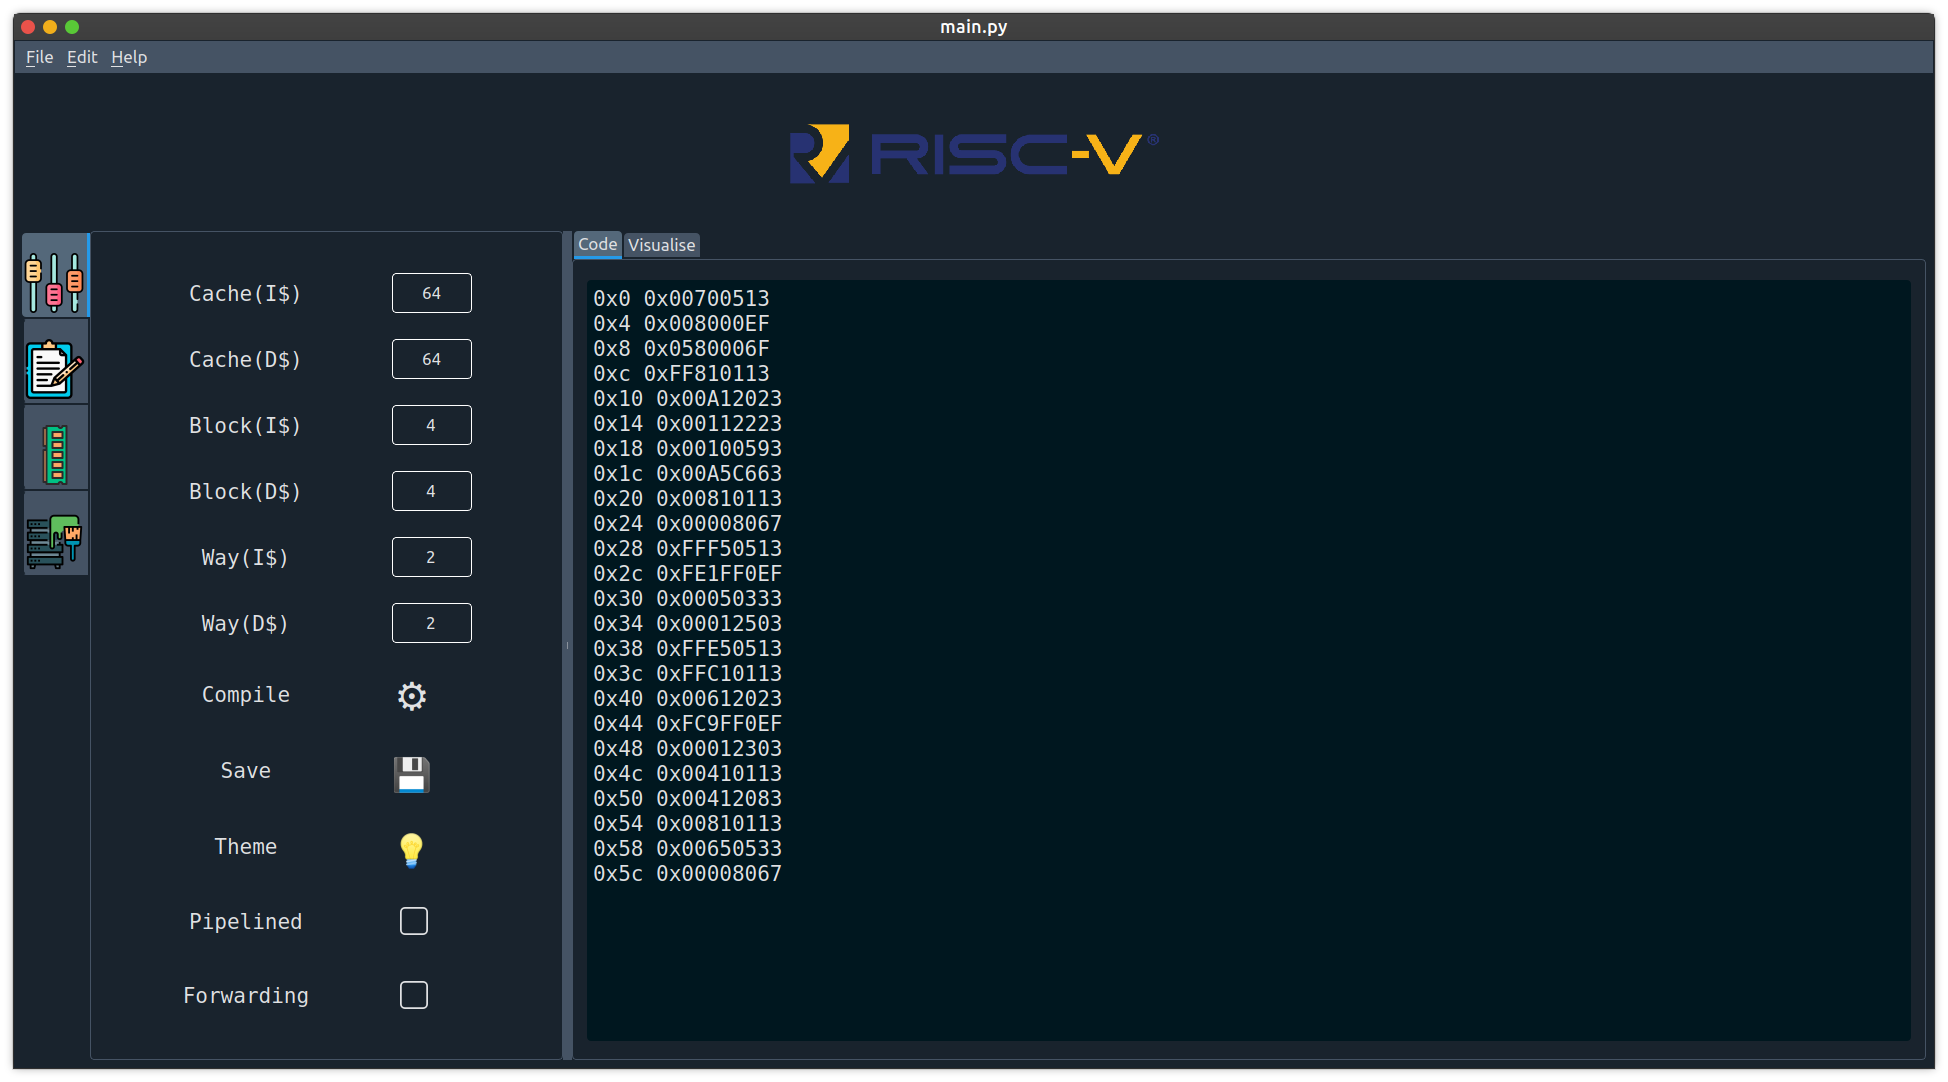 main.py
File Edit Help
RISC-V®
Cache(I$) 64
Cache(D$) 64
Block(I$) 4
Block(D$) 4
Way(I$) 2
Way(D$) 2
Compile
Save
Theme
Pipelined
Forwarding
Code Visualise
0x0 0x00700513
0x4 0x008000EF
0x8 0x0580006F
0xc 0xFF810113
0x10 0x00A12023
0x14 0x00112223
0x18 0x00100593
0x1c 0x00A5C663
0x20 0x00810113
0x24 0x00008067
0x28 0xFFF50513
0x2c 0xFE1FF0EF
0x30 0x00050333
0x34 0x00012503
0x38 0xFFE50513
0x3c 0xFFC10113
0x40 0x00612023
0x44 0xFC9FF0EF
0x48 0x00012303
0x4c 0x00410113
0x50 0x00412083
0x54 0x00810113
0x58 0x00650533
0x5c 0x00008067